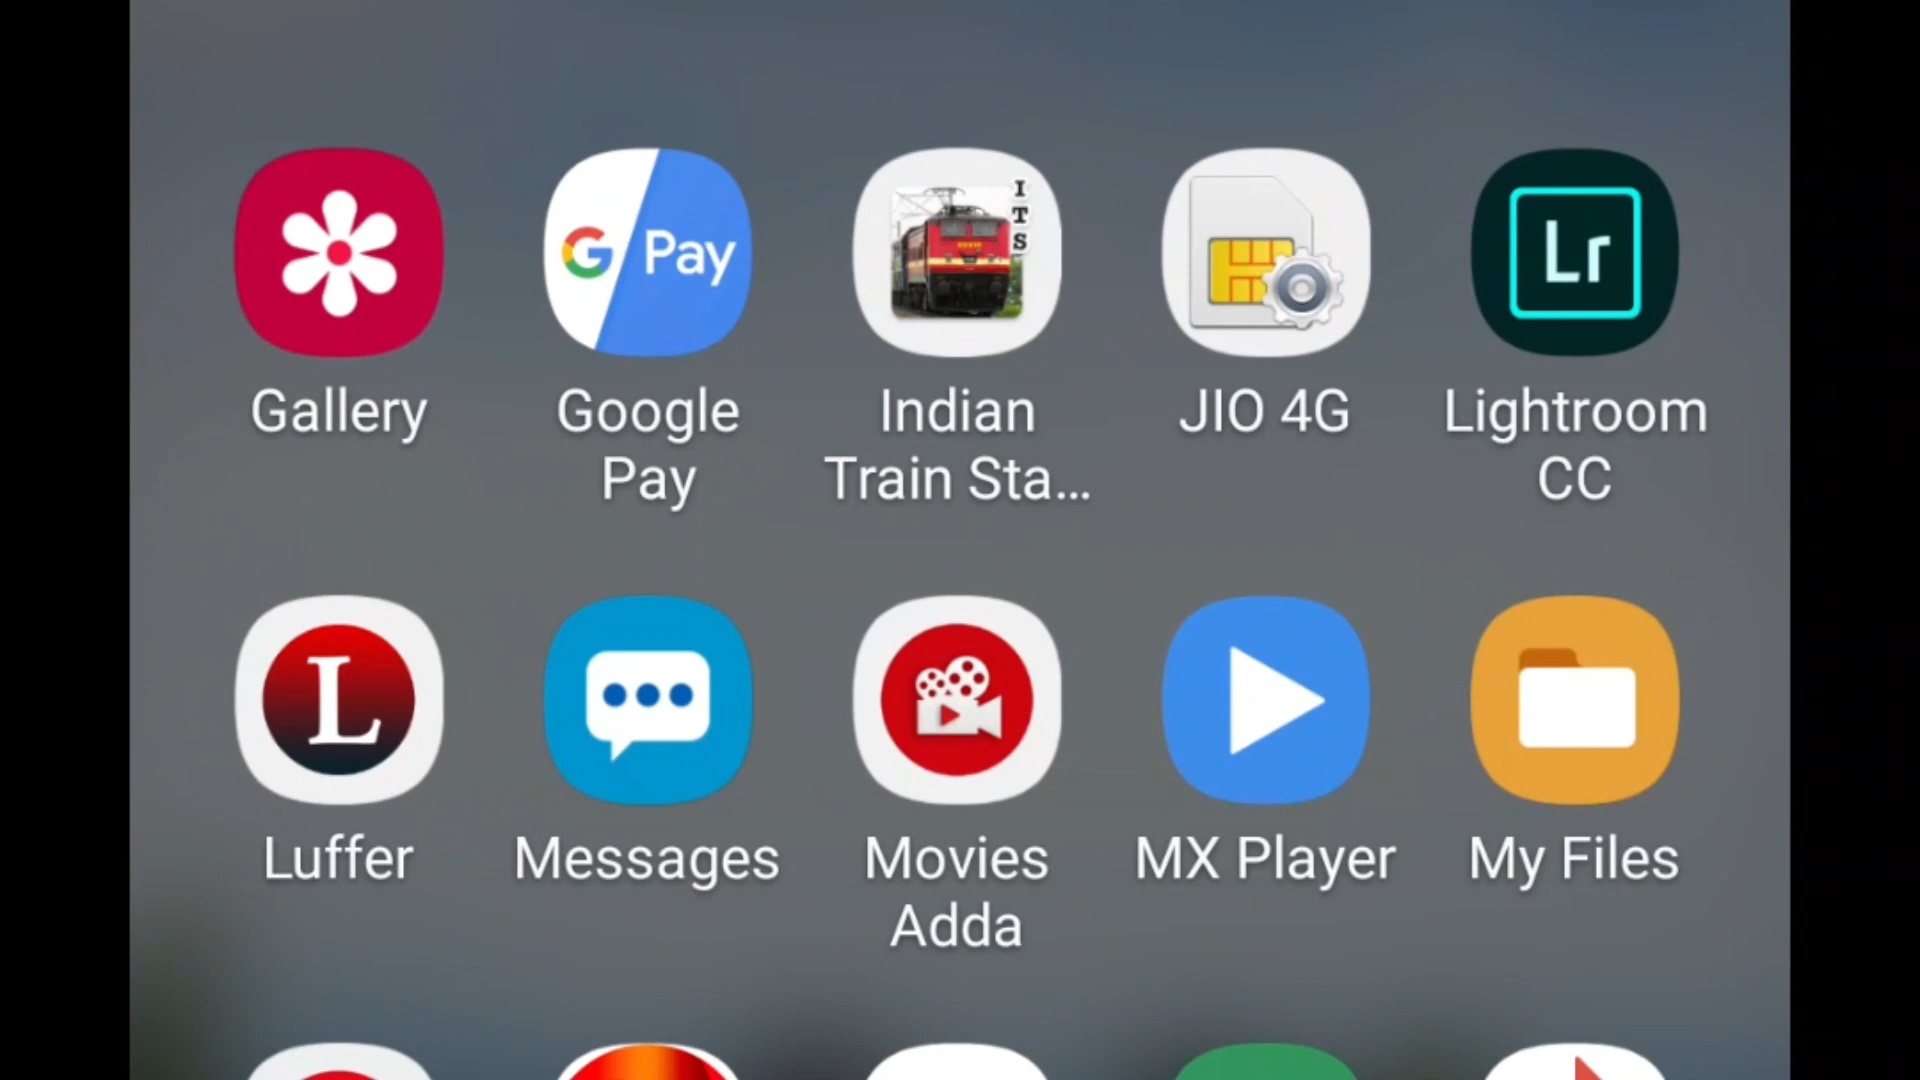 G Pay
I
T
S
Lr
Gallery
Google
Pay
Indian
Train Sta...
JIO 4G
Lightroom
CC
L
Luffer
Messages
Movies
Adda
MX Player
My Files